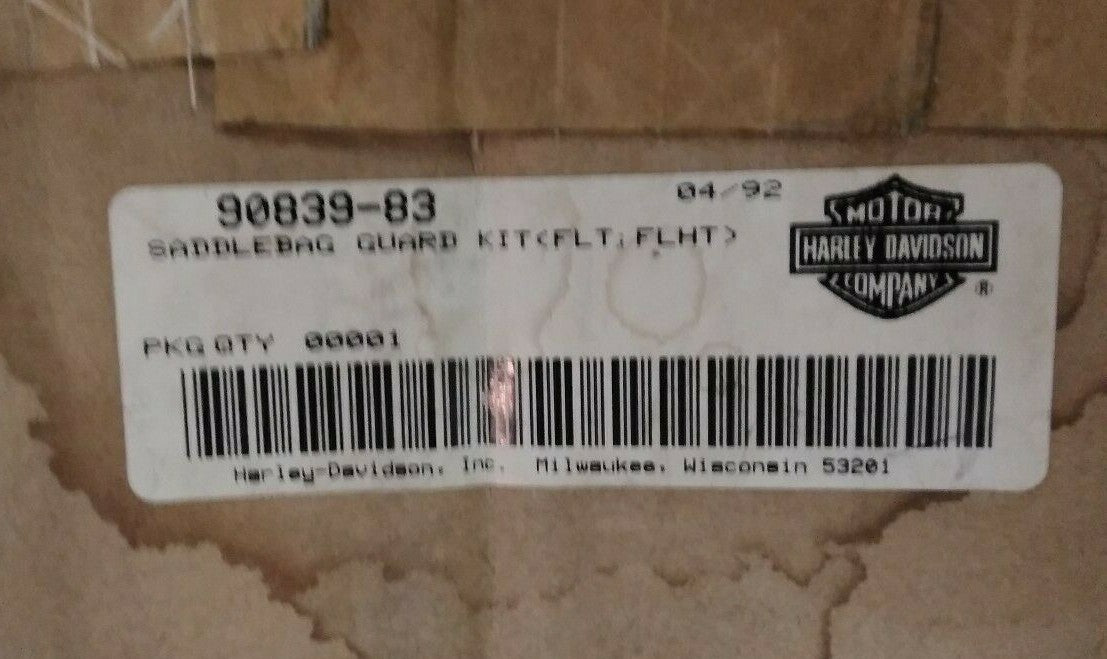 90839-83
04/92
SADDLEBAG GUARD KIT<FLT,FLHT>
MOTOR
HARLEY DAVIDSON
COMPANY
®
PKG QTY 00001
Harley-Davidson, Inc. Milwaukee, Wisconsin 53201